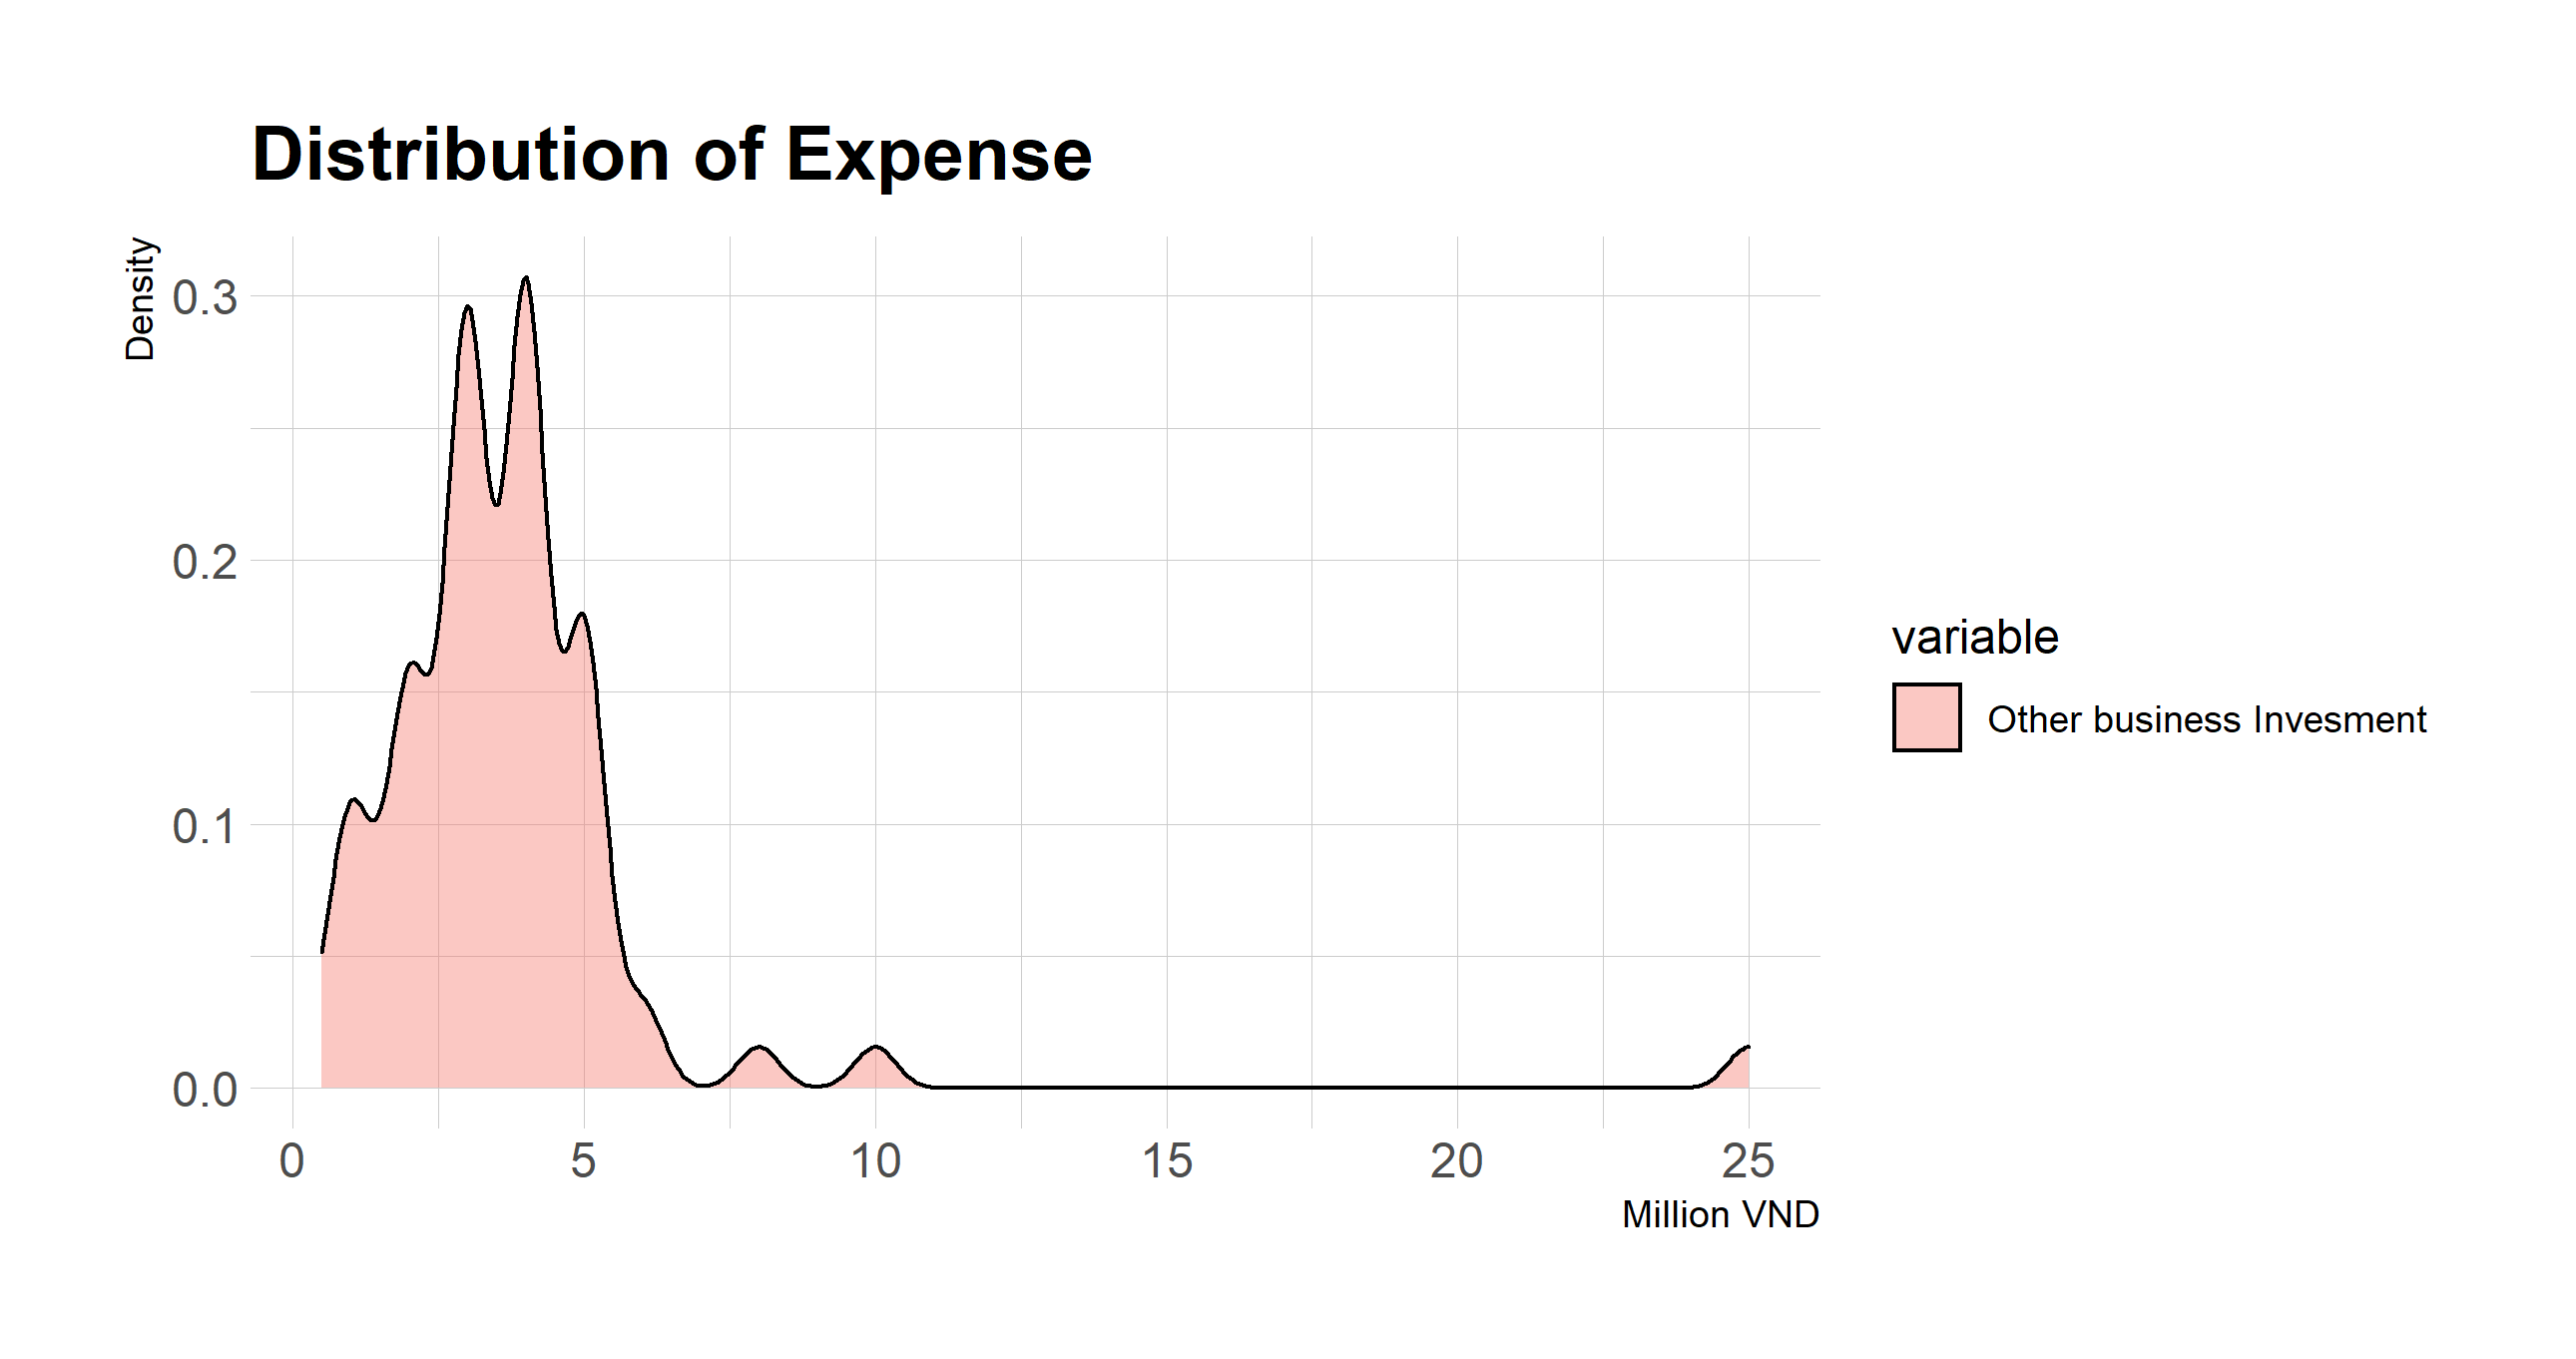 Distribution of Expense
Density
0.3
0.2
0.1
0.0
0 5 10 15 20 25
Million VND
variable
Other business Invesment